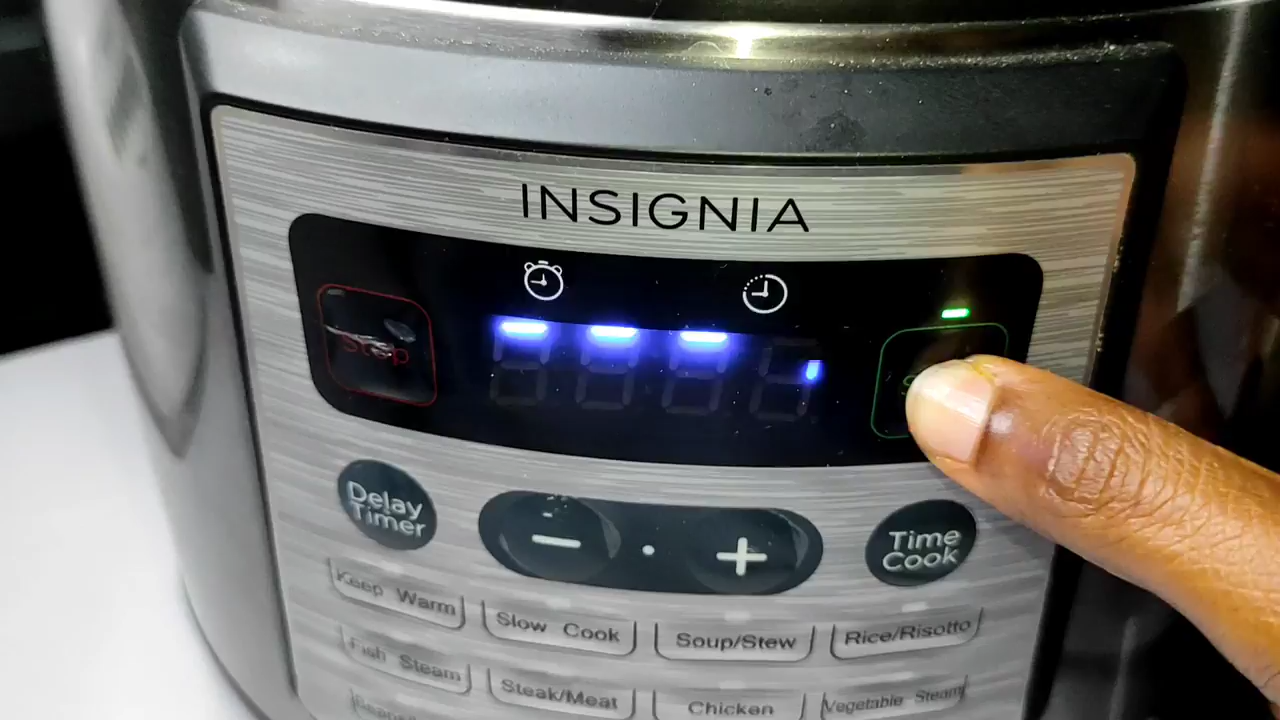 INSIGNIA
Stop
Delay
Timer
Time
Cook
Keep Warm
Slow Cook
Soup/Stew
Rice/Risotto
Fish Steam
Steak/Meat
Chicken
Vegetable Steam